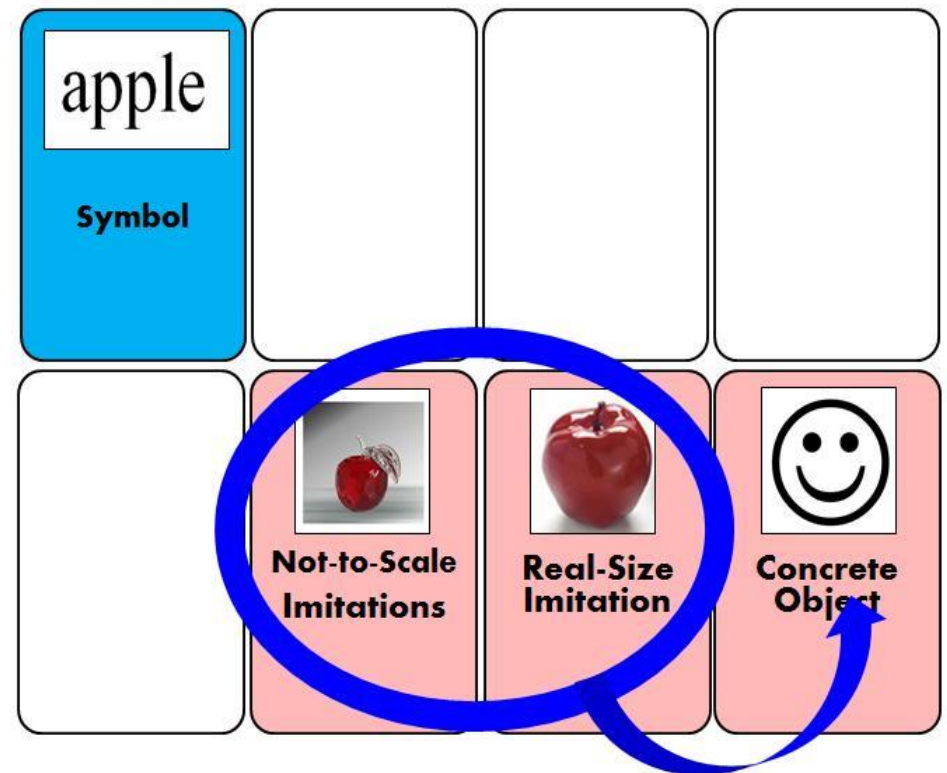 apple
Symbol
Not-to-Scale
Imitations
Real-Size
Imitation
Concrete
Object